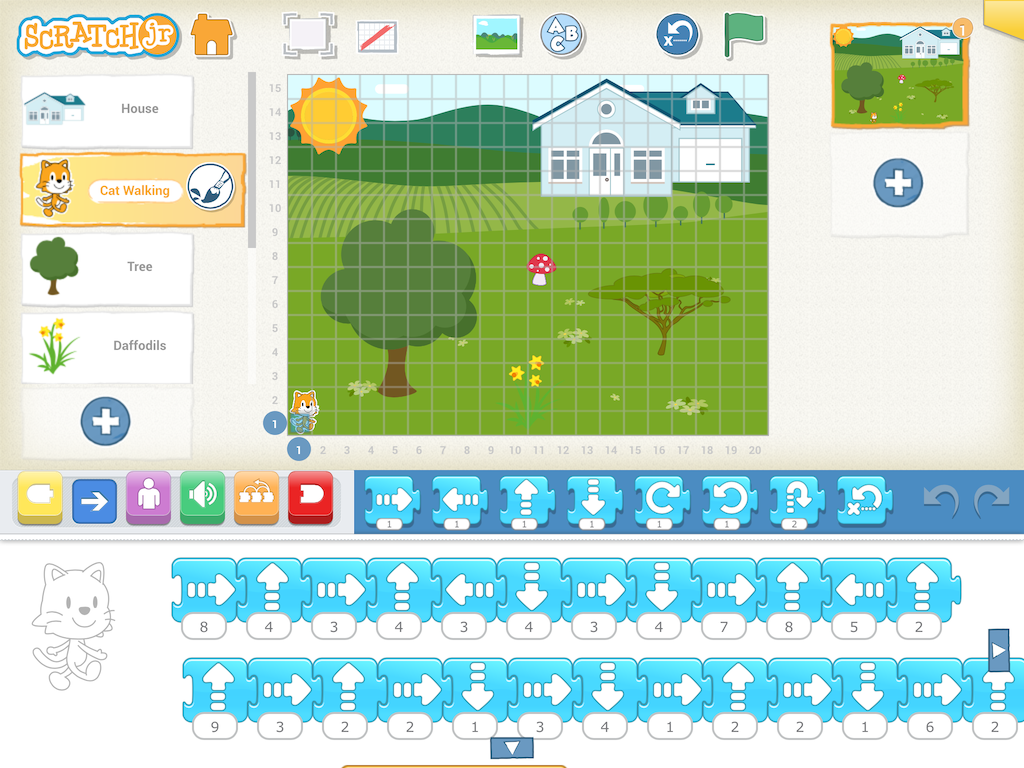 SCRATCH jr
A B C
x
1
House
Cat Walking
Tree
Daffodils
15
14
13
12
11
10
9
8
7
6
5
4
3
2
1
1 2 3 4 5 6 7 8 9 10 11 12 13 14 15 16 17 18 19 20
x
1 1 1 1 1 1 2
8 4 3 4 3 4 3 4 7 8 5 2
9 3 2 2 1 3 4 1 2 2 1 6 2